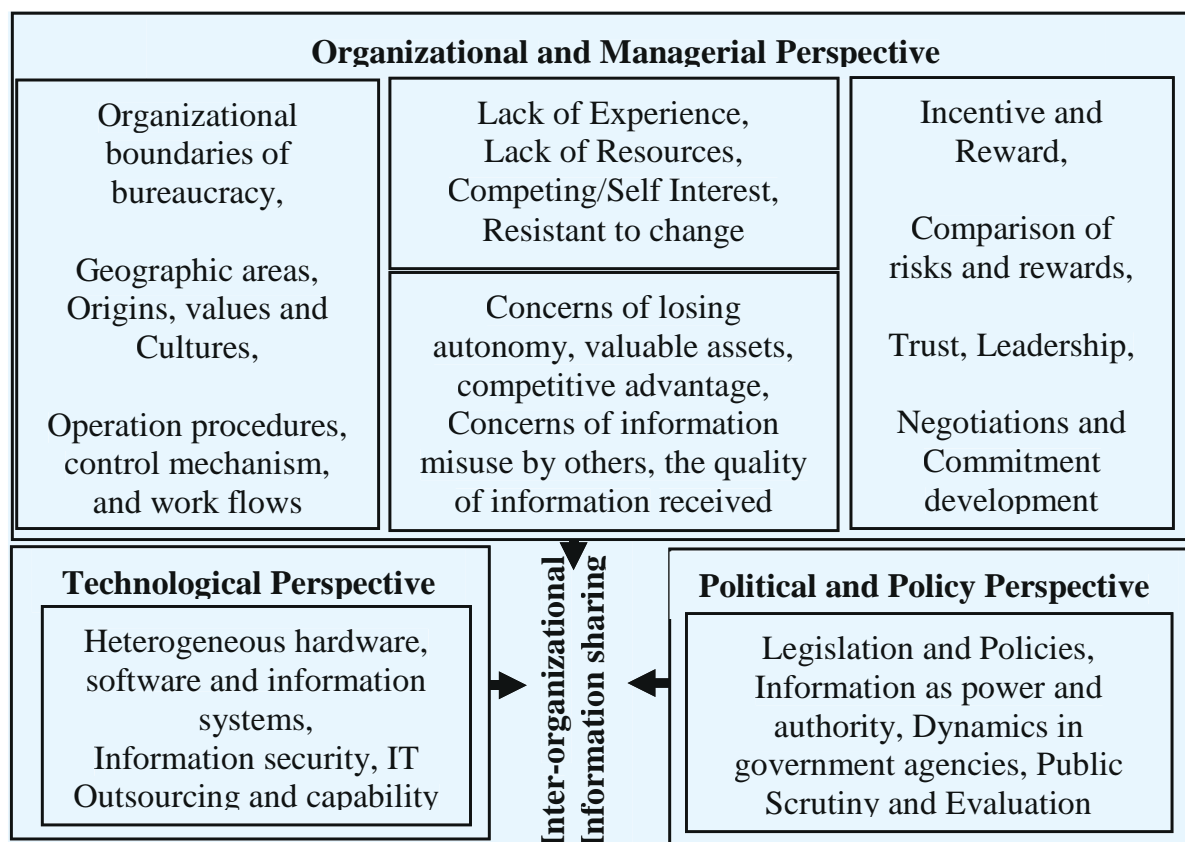 Organizational and Managerial Perspective
Organizational
boundaries of
bureaucracy,
Geographic areas,
Origins, values and
Cultures,
Operation procedures,
control mechanism,
and work flows
Lack of Experience,
Lack of Resources,
Competing/Self Interest,
Resistant to change
Concerns of losing
autonomy, valuable assets,
competitive advantage,
Concerns of information
misuse by others, the quality
of information received
Incentive and
Reward,
Comparison of
risks and rewards,
Trust, Leadership,
Negotiations and
Commitment
development
Technological Perspective
Heterogeneous hardware,
software and information
systems,
Information security, IT
Outsourcing and capability
Inter-organizational
Information sharing
Political and Policy Perspective
Legislation and Policies,
Information as power and
authority, Dynamics in
government agencies, Public
Scrutiny and Evaluation